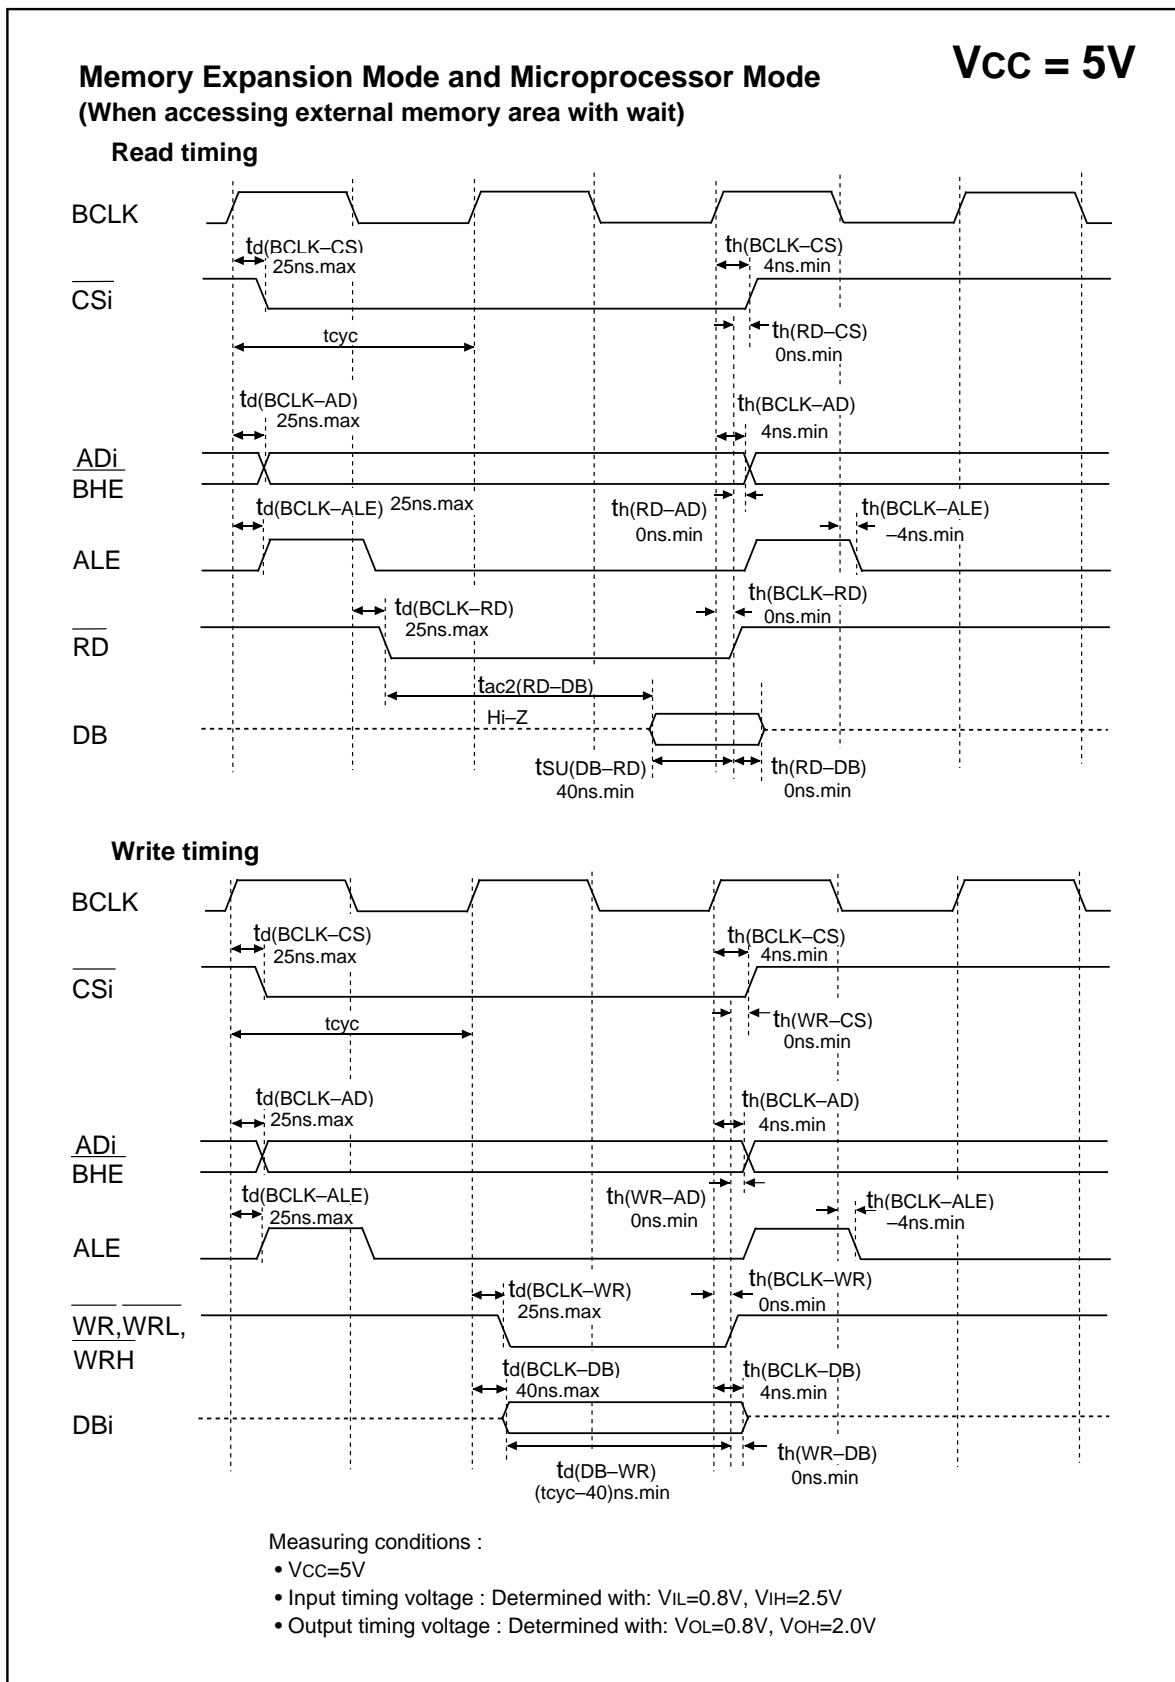 VCC = 5V
Memory Expansion Mode and Microprocessor Mode
(When accessing external memory area with wait)
Read timing
BCLK
td(BCLK–CS)
25ns.max
th(BCLK–CS)
4ns.min
CSi
th(RD–CS)
0ns.min
tcyc
td(BCLK–AD)
25ns.max
th(BCLK–AD)
4ns.min
ADi
BHE
td(BCLK–ALE) 25ns.max
th(RD–AD)
0ns.min
th(BCLK–ALE)
–4ns.min
ALE
td(BCLK–RD)
25ns.max
th(BCLK–RD)
0ns.min
RD
tac2(RD–DB)
Hi–Z
DB
tSU(DB–RD)
40ns.min
th(RD–DB)
0ns.min
Write timing
BCLK
td(BCLK–CS)
25ns.max
th(BCLK–CS)
4ns.min
CSi
tcyc
th(WR–CS)
0ns.min
td(BCLK–AD)
25ns.max
th(BCLK–AD)
4ns.min
ADi
BHE
td(BCLK–ALE)
25ns.max
th(WR–AD)
0ns.min
th(BCLK–ALE)
–4ns.min
ALE
td(BCLK–WR)
25ns.max
th(BCLK–WR)
0ns.min
WR,WRL,
WRH
td(BCLK–DB)
40ns.max
th(BCLK–DB)
4ns.min
DBi
td(DB–WR)
(tcyc–40)ns.min
th(WR–DB)
0ns.min
Measuring conditions :
• VCC=5V
• Input timing voltage : Determined with: VIL=0.8V, VIH=2.5V
• Output timing voltage : Determined with: VOL=0.8V, VOH=2.0V